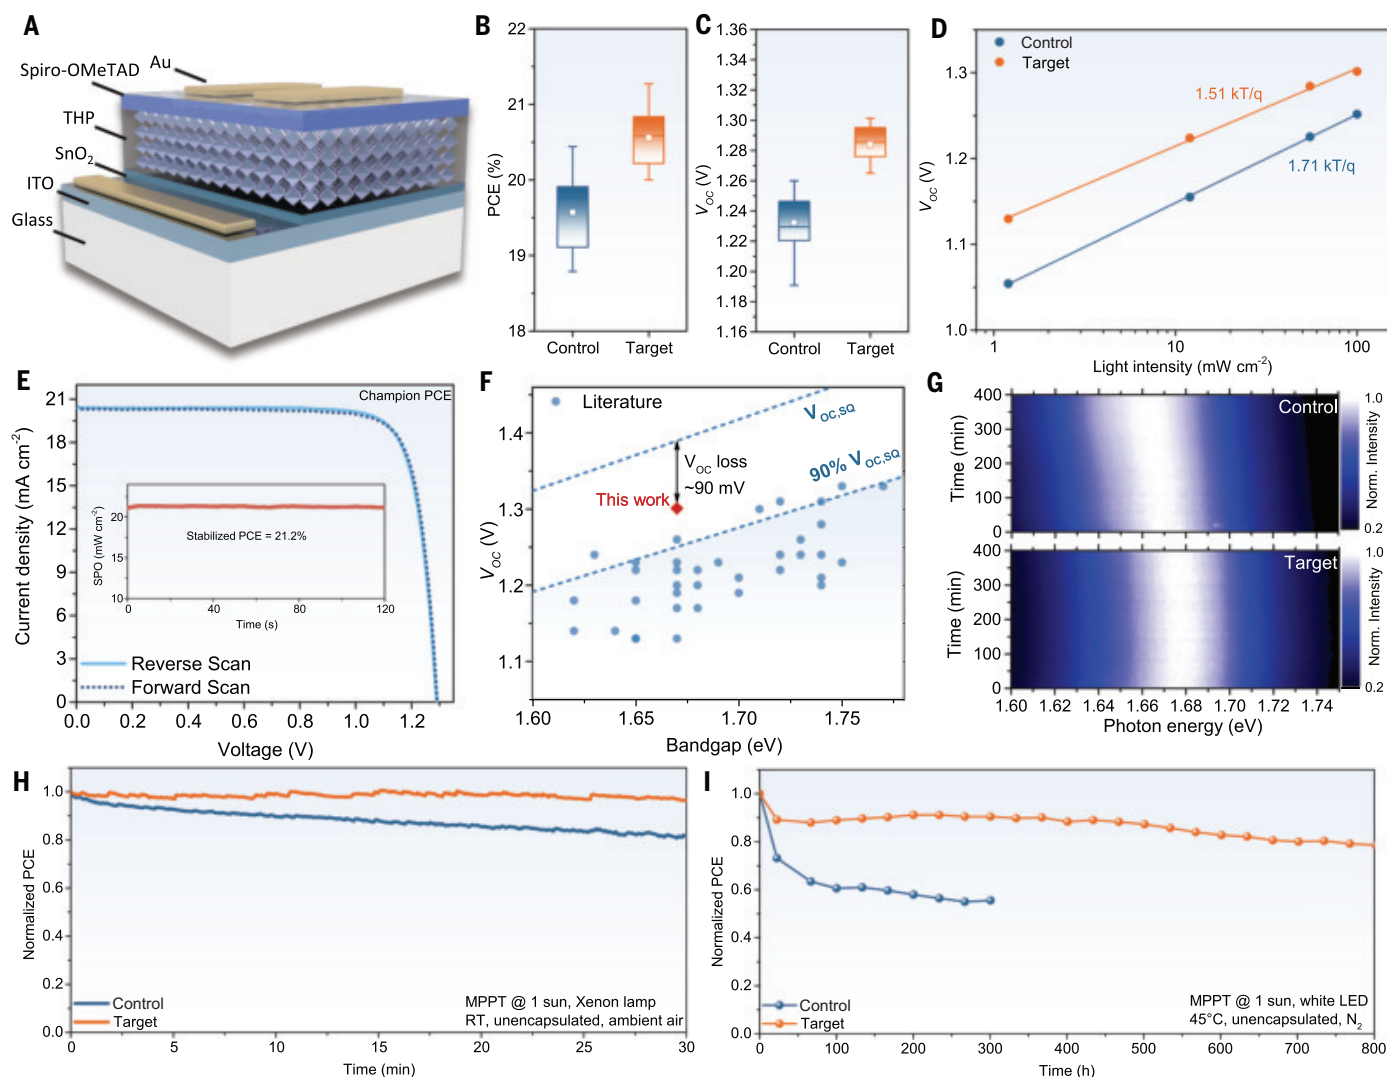 A
Au
Spiro-OMeTAD
THP
SnO2
ITO
Glass
B
22
21
20
19
18
PCE (%)
Control
Target
C
1.36
1.34
1.32
1.30
1.28
1.26
1.24
1.22
1.20
1.18
1.16
VOC (V)
Control
Target
D
Control
Target
1.51 kT/q
1.71 kT/q
1.3
1.2
1.1
1.0
VOC (V)
1
10
100
Light intensity (mW cm-2)
E
Champion PCE
21
18
15
12
9
6
3
0
Current density (mA cm-2)
Stabilized PCE = 21.2%
21
15
10
SPO (mW cm-2)
0
40
80
120
Time (s)
Reverse Scan
Forward Scan
0.0
0.2
0.4
0.6
0.8
1.0
1.2
Voltage (V)
F
Literature
VOC,SQ
VOC loss
~90 mV
90% VOC,SQ
This work
1.4
1.3
1.2
1.1
VOC (V)
1.60
1.65
1.70
1.75
Bandgap (eV)
G
Control
400
300
200
100
0
Time (min)
1.0
0.2
Norm. Intensity
Target
400
300
200
100
0
Time (min)
1.0
0.2
Norm. Intensity
1.60
1.62
1.64
1.66
1.68
1.70
1.72
1.74
Photon energy (eV)
H
1.0
0.8
0.6
0.4
0.2
0.0
Normalized PCE
Control
Target
MPPT @ 1 sun, Xenon lamp
RT, unencapsulated, ambient air
0
5
10
15
20
25
30
Time (min)
I
1.0
0.8
0.6
0.4
0.2
0.0
Normalized PCE
Control
Target
MPPT @ 1 sun, white LED
45°C, unencapsulated, N2
0
100
200
300
400
500
600
700
800
Time (h)